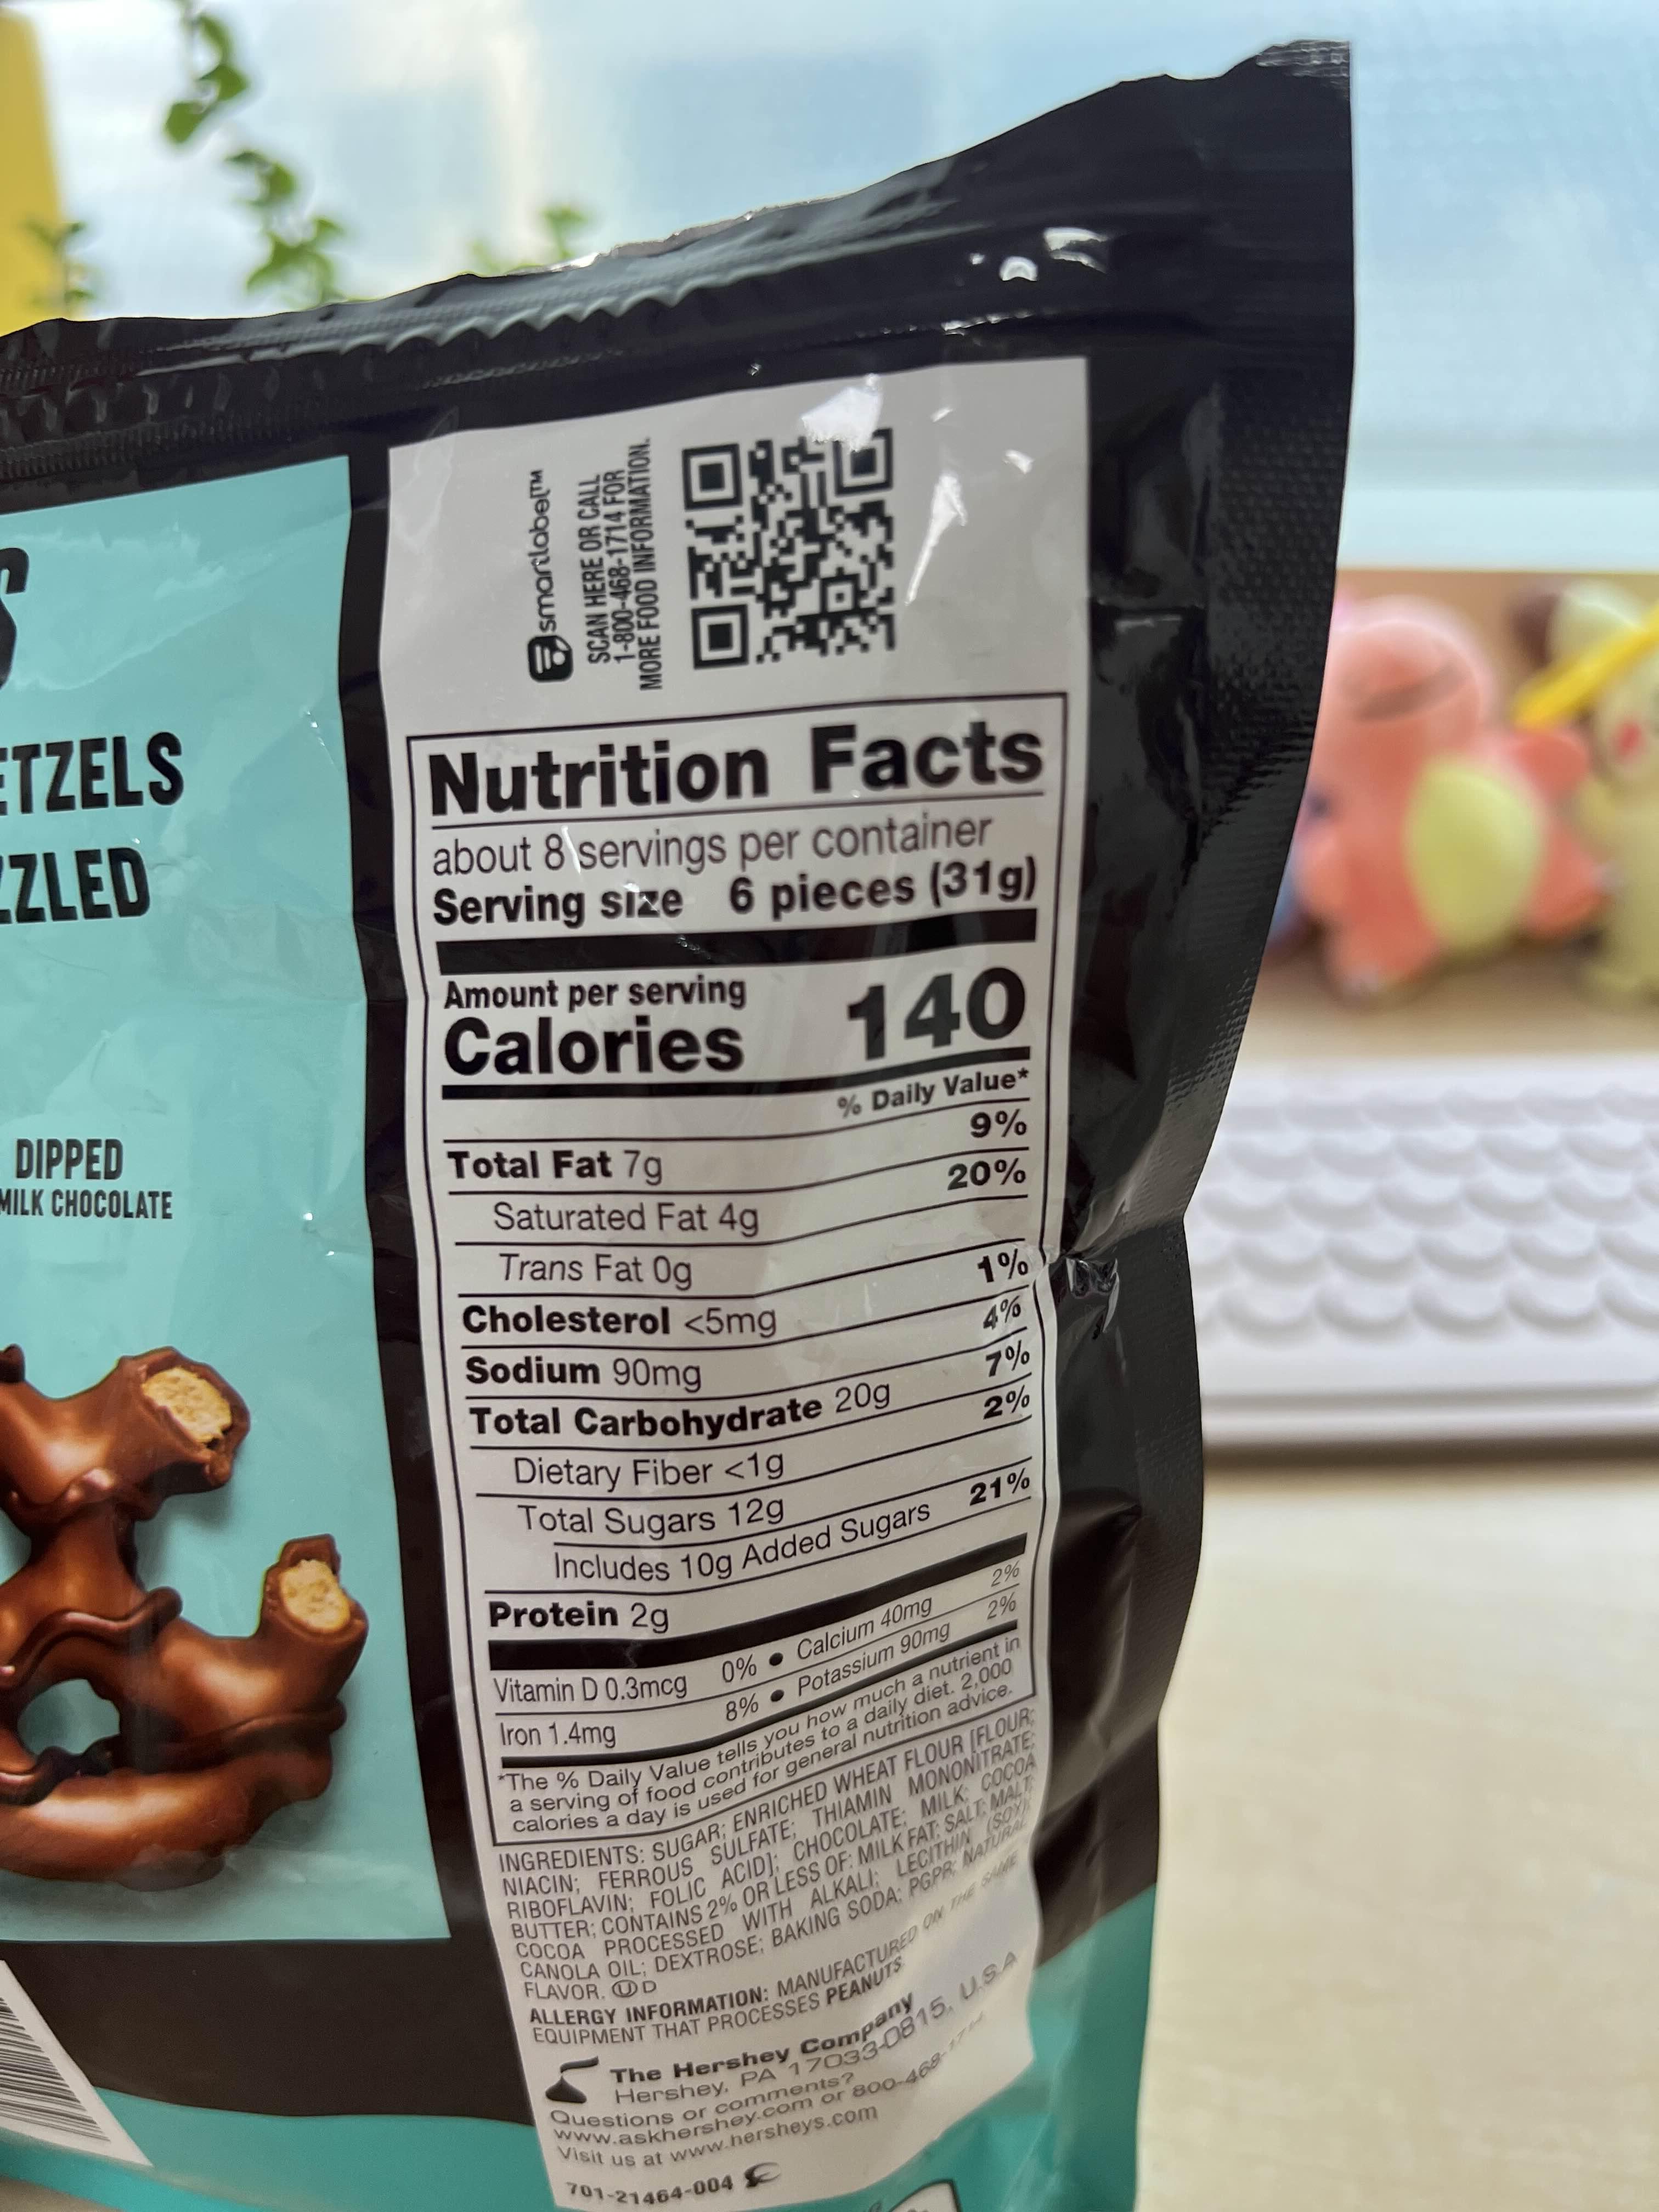 S
ETZELS
ZZLED
DIPPED
MILK CHOCOLATE
smartlabel™
SCAN HERE OR CALL
1-800-468-1714 FOR
MORE FOOD INFORMATION.
Nutrition Facts
about 8 servings per container
Serving size 6 pieces (31g)
Amount per serving
Calories 140
% Daily Value*
Total Fat 7g 9%
Saturated Fat 4g 20%
Trans Fat 0g
Cholesterol <5mg 1%
Sodium 90mg 4%
Total Carbohydrate 20g 7%
Dietary Fiber <1g 2%
Total Sugars 12g
Includes 10g Added Sugars 21%
Protein 2g
Vitamin D 0.3mcg 0% • Calcium 40mg 2%
Iron 1.4mg 8% • Potassium 90mg 2%
*The % Daily Value tells you how much a nutrient in
a serving of food contributes to a daily diet. 2,000
calories a day is used for general nutrition advice.
INGREDIENTS: SUGAR; ENRICHED WHEAT FLOUR [FLOUR;
NIACIN; FERROUS SULFATE; THIAMIN MONONITRATE;
RIBOFLAVIN; FOLIC ACID]; CHOCOLATE; MILK; COCOA
BUTTER; CONTAINS 2% OR LESS OF: MILK FAT; SALT; MALT;
COCOA PROCESSED WITH ALKALI; LECITHIN (SOY);
CANOLA OIL; DEXTROSE; BAKING SODA; PGPR; NATURAL
FLAVOR. ⓊD
ALLERGY INFORMATION: MANUFACTURED ON THE SAME
EQUIPMENT THAT PROCESSES PEANUTS.
The Hershey Company
Hershey, PA 17033-0815, U.S.A.
Questions or comments?
www.askhershey.com or 800-468-1714
Visit us at www.hersheys.com
701-21464-004